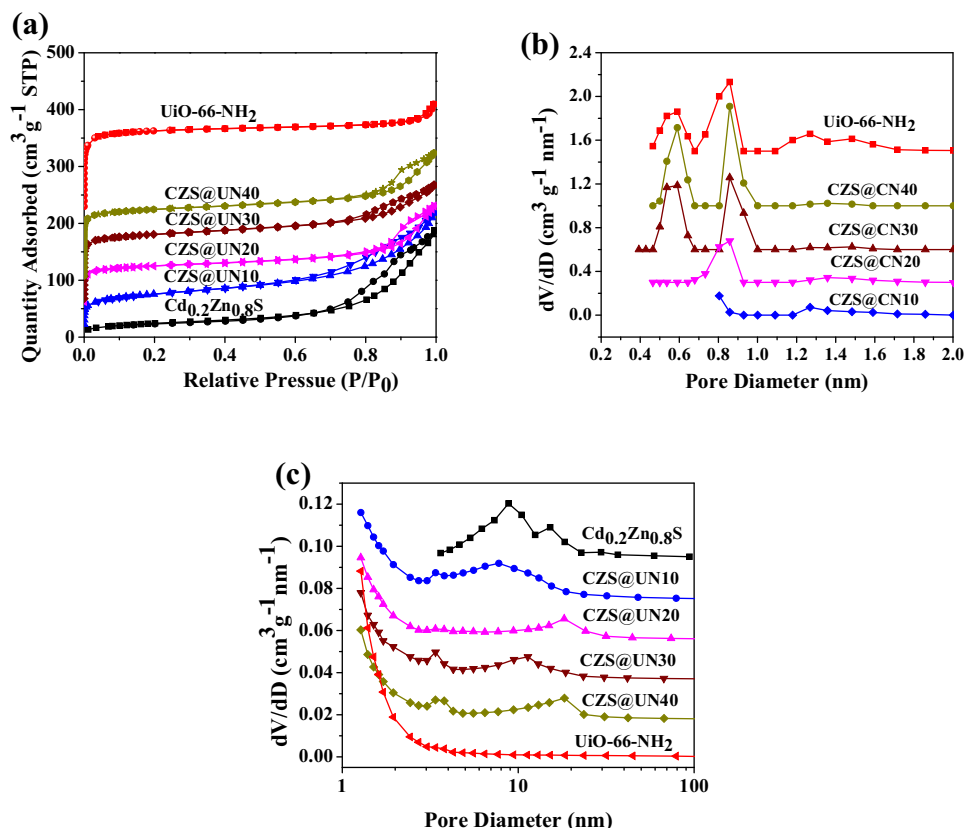 (a)
500
400
300
200
100
0
0.0 0.2 0.4 0.6 0.8 1.0
Quantity Adsorbed (cm3g-1 STP)
Relative Pressue (P/P0)
UiO-66-NH2
CZS@UN40
CZS@UN30
CZS@UN20
CZS@UN10
Cd0.2Zn0.8S
(b)
2.4
1.8
1.2
0.6
0.0
0.2 0.4 0.6 0.8 1.0 1.2 1.4 1.6 1.8 2.0
dV/dD (cm3 g-1 nm-1)
Pore Diameter (nm)
UiO-66-NH2
CZS@CN40
CZS@CN30
CZS@CN20
CZS@CN10
(c)
0.12
0.10
0.08
0.06
0.04
0.02
0.00
1 10 100
dV/dD (cm3g-1nm-1)
Pore Diameter (nm)
Cd0.2Zn0.8S
CZS@UN10
CZS@UN20
CZS@UN30
CZS@UN40
UiO-66-NH2